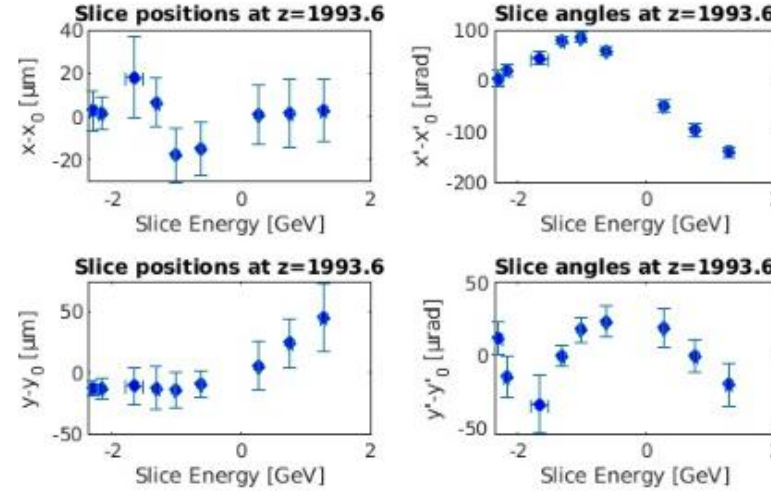 Slice positions at z=1993.6
40
20
0
-20
x-x0 [µm]
-2 0 2
Slice Energy [GeV]
Slice angles at z=1993.6
100
0
-100
-200
x'-x'0 [µrad]
-2 0
Slice Energy [GeV]
Slice positions at z=1993.6
50
0
-50
y-y0 [µm]
-2 0 2
Slice Energy [GeV]
Slice angles at z=1993.6
50
0
-50
y'-y'0 [µrad]
-2 0
Slice Energy [GeV]